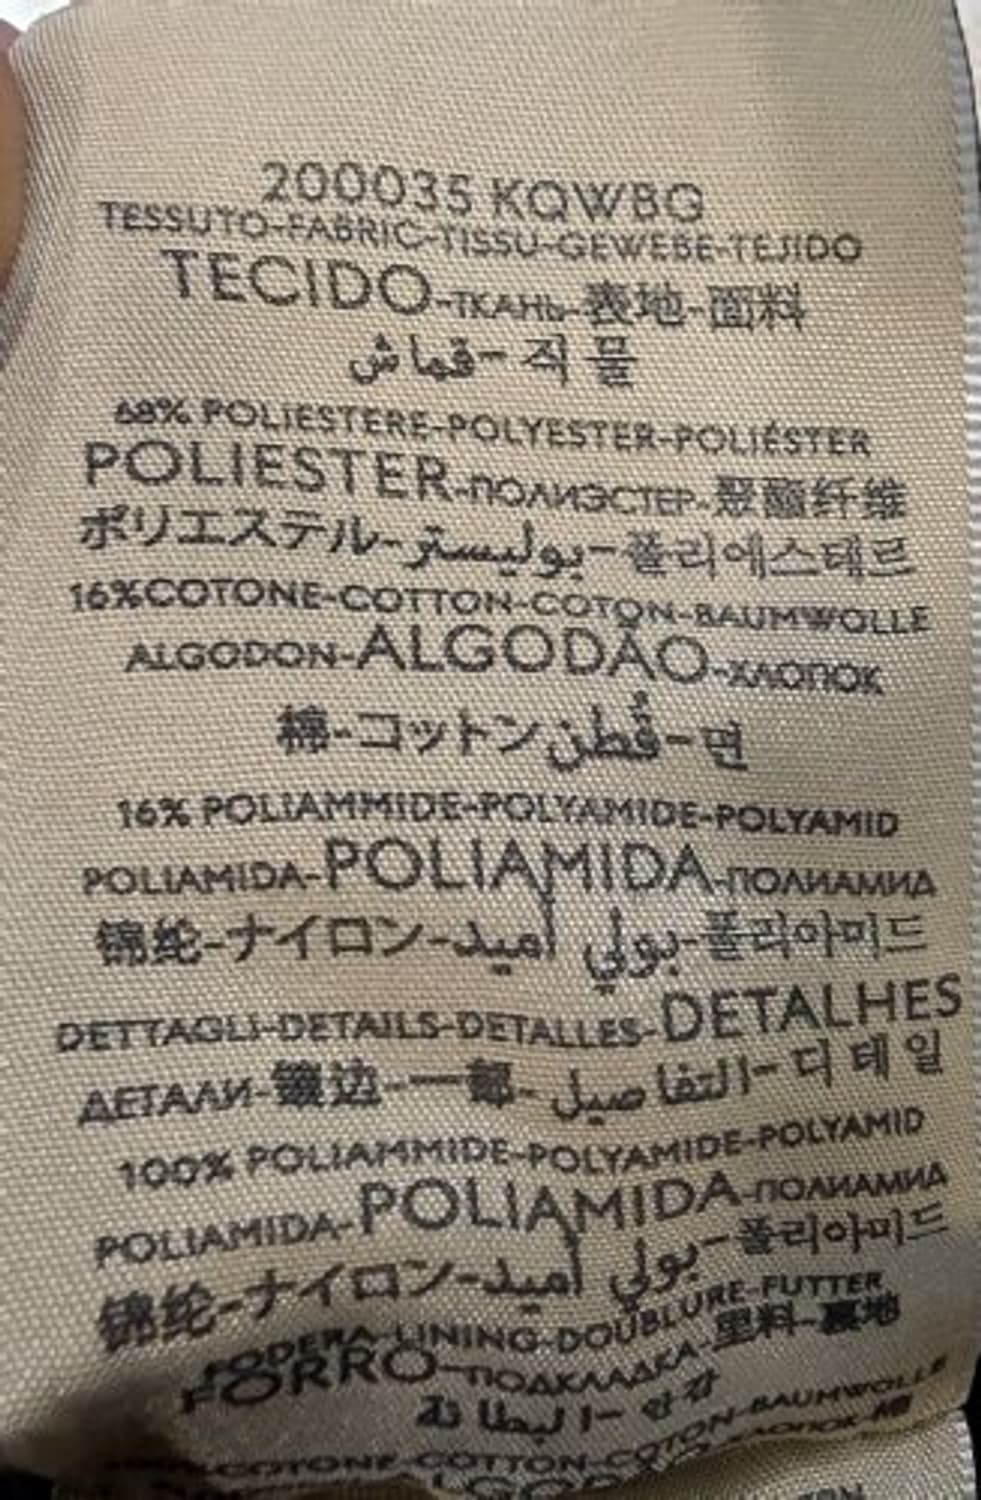 200035 KQWBG
TESSUTO-FABRIC-TISSU-GEWEBE-TEJIDO
TECIDO-ТКАНЬ-表地-面料
قماش-직물
68% POLIESTERE-POLYESTER-POLIÉSTER
POLIESTER-ПОЛИЭСТЕР-聚酯纤维
ポリエステル-بوليستر-폴리에스테르
16%COTONE-COTTON-COTON-BAUMWOLLE
ALGODON-ALGODÃO-ХЛОПОК
棉-コットン قُطن-면
16% POLIAMMIDE-POLYAMIDE-POLYAMID
POLIAMIDA-POLIAMIDA-ПОЛИАМИД
锦纶-ナイロン-بولي أميد-폴리아미드
DETTAGLI-DETAILS-DETALLES-DETALHES
ДЕТАЛИ-镶边-一部-التفاصيل-디테일
100% POLIAMMIDE-POLYAMIDE-POLYAMID
POLIAMIDA-POLIAMIDA-ПОЛИАМИД
锦纶-ナイロン-بولي أميد-폴리아미드
FODERA-LINING-DOUBLURE-FUTTER
FORRO-ПОДКЛАДКА-里料-裏地
البطانة-안감
COTONE-COTTON-COTON-BAUMWOLLE
ХЛОПОК-棉